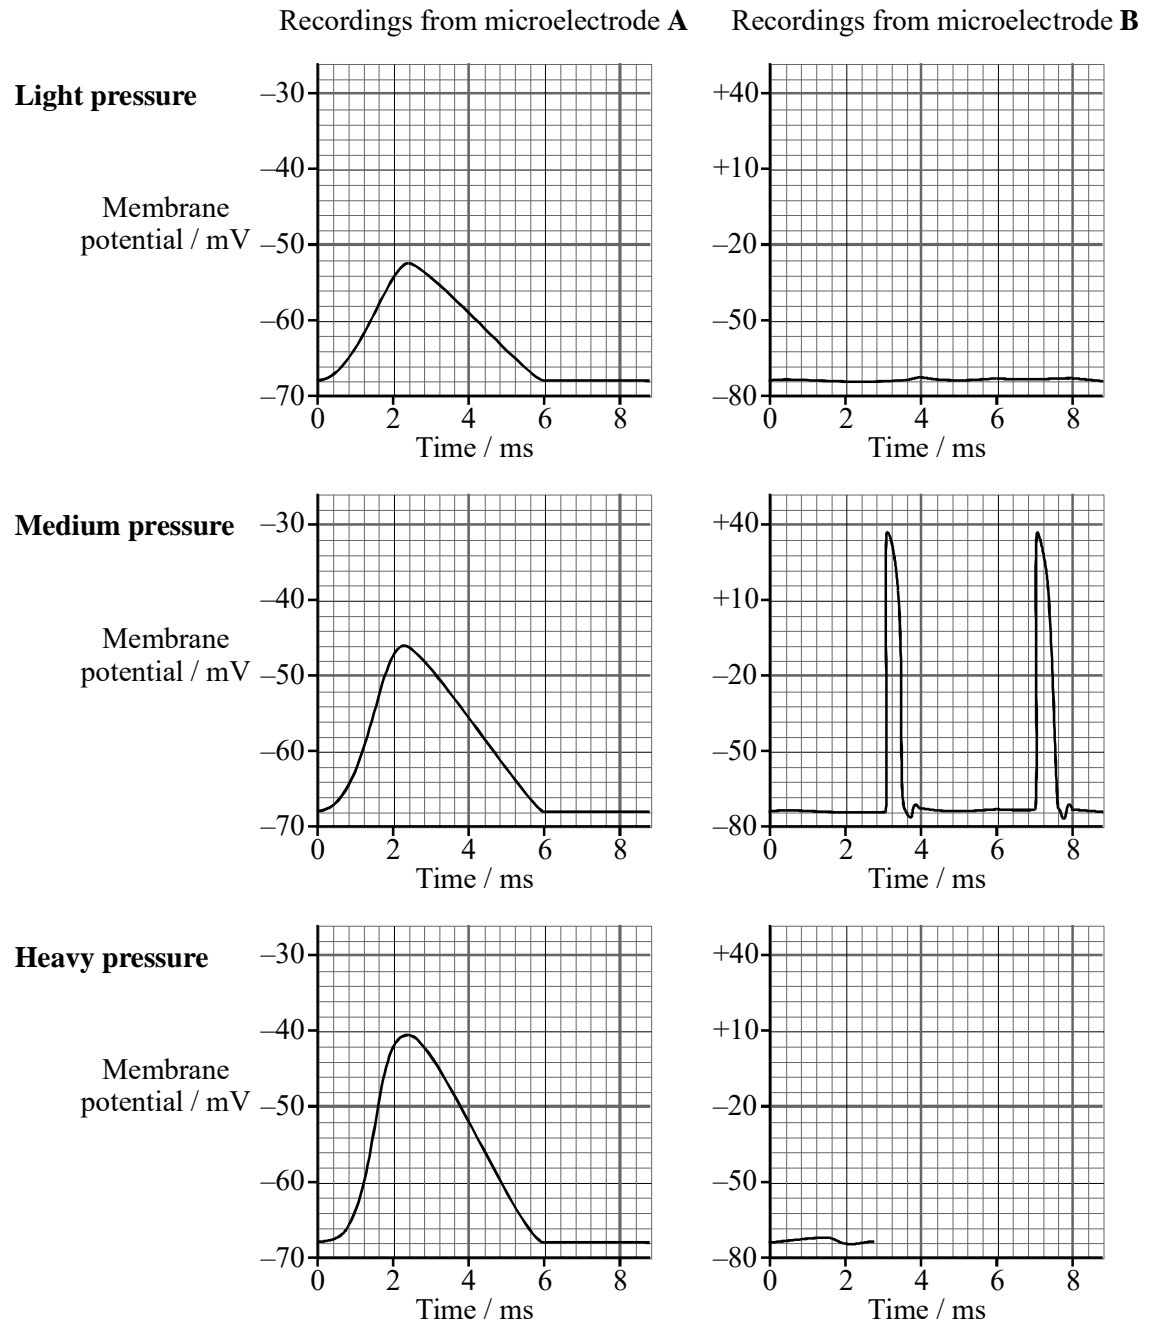 Recordings from microelectrode A
Recordings from microelectrode B
Light pressure
Membrane
potential / mV
–30
–40
–50
–60
–70
0 2 4 6 8
Time / ms
+40
+10
–20
–50
–80
0 2 4 6 8
Time / ms
Medium pressure
Membrane
potential / mV
–30
–40
–50
–60
–70
0 2 4 6 8
Time / ms
+40
+10
–20
–50
–80
0 2 4 6 8
Time / ms
Heavy pressure
Membrane
potential / mV
–30
–40
–50
–60
–70
0 2 4 6 8
Time / ms
+40
+10
–20
–50
–80
0 2 4 6 8
Time / ms